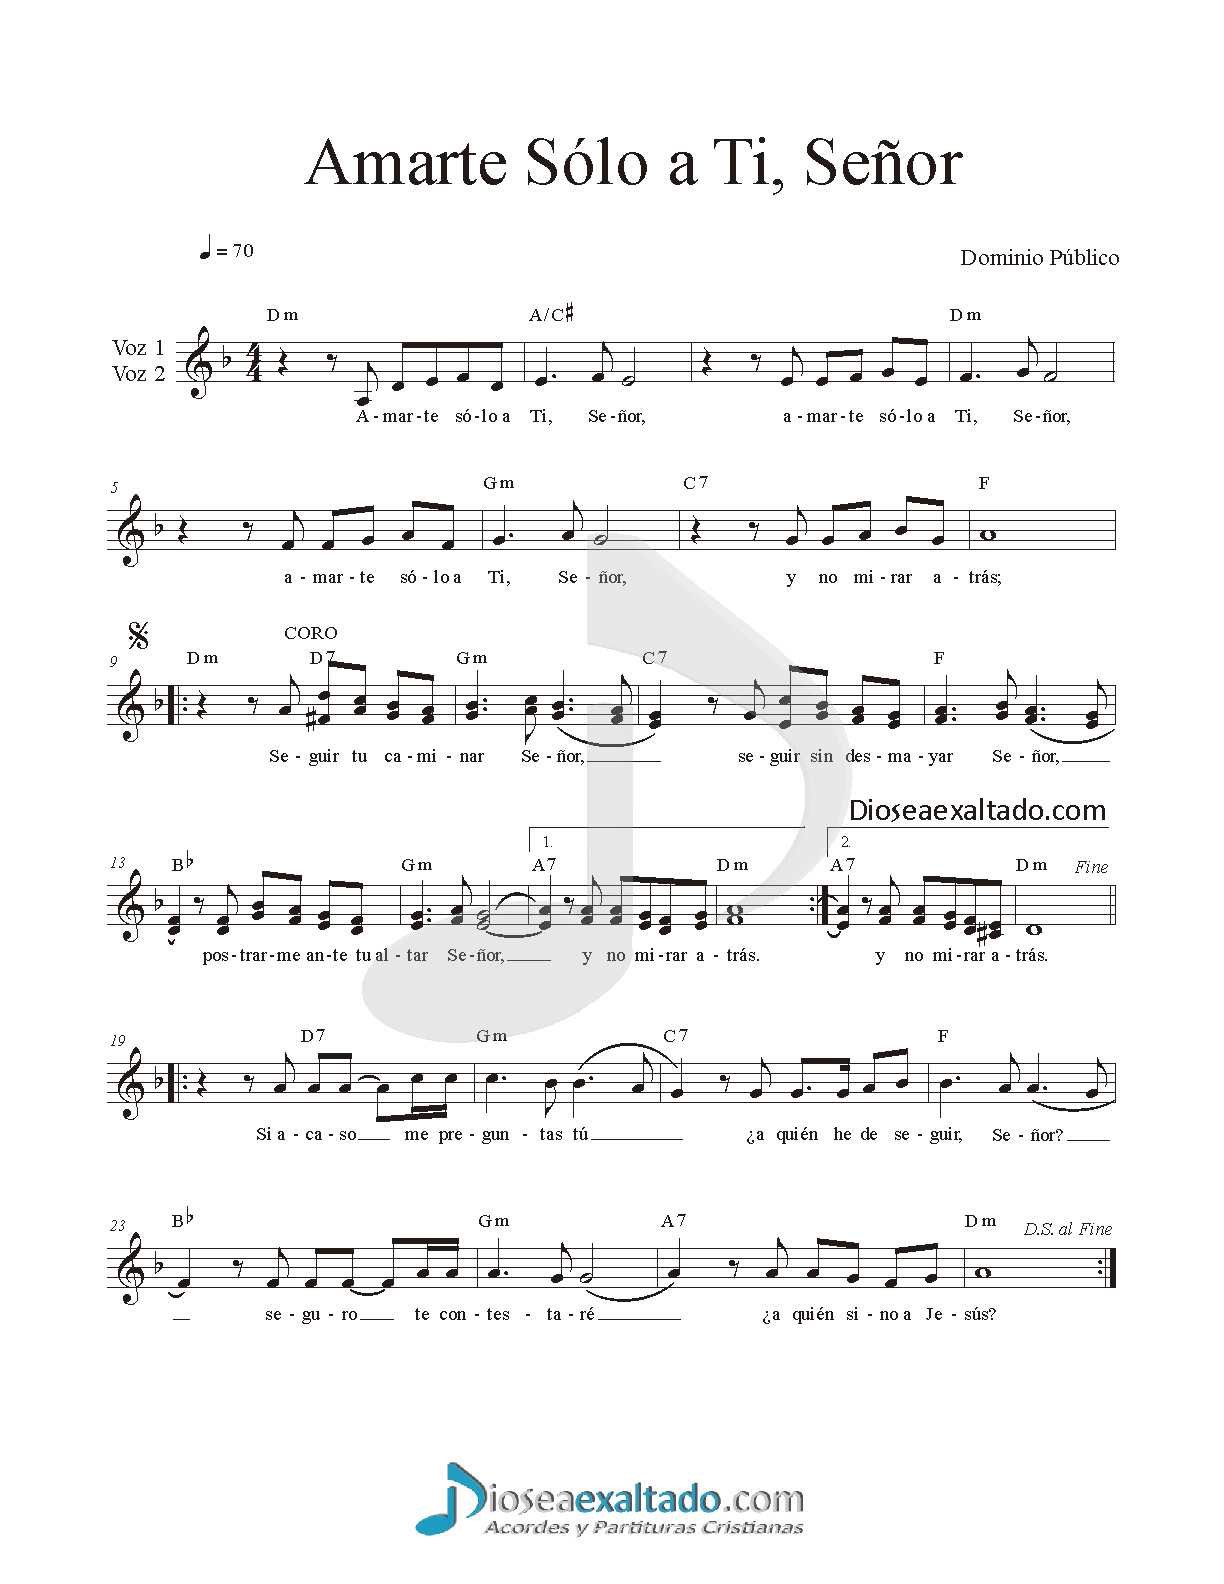 Amarte Sólo a Ti, Señor
♩ = 70
Dominio Público
Dm A/C♯ Dm
Voz 1
Voz 2
4/4
A-mar-te só-lo a Ti, Se-ñor, a-mar-te só-lo a Ti, Se-ñor,
5 Gm C7 F
a-mar-te só-lo a Ti, Se-ñor, y no mi-rar a-trás;
CORO
9 Dm D7 Gm C7 F
Se-guir tu ca-mi-nar Se-ñor, se-guir sin des-ma-yar Se-ñor,
Dioseaexaltado.com
1. 2.
13 B♭ Gm A7 Dm A7 Dm Fine
pos-trar-me an-te tu al-tar Se-ñor, y no mi-rar a-trás. y no mi-rar a-trás.
19 D7 Gm C7 F
Si a-ca-so me pre-gun-tas tú ¿a quién he de se-guir, Se-ñor?
23 B♭ Gm A7 Dm D.S. al Fine
se-gu-ro te con-tes-ta-ré ¿a quién si-no a Je-sús?
Dioseaexaltado.com
Acordes y Partituras Cristianas